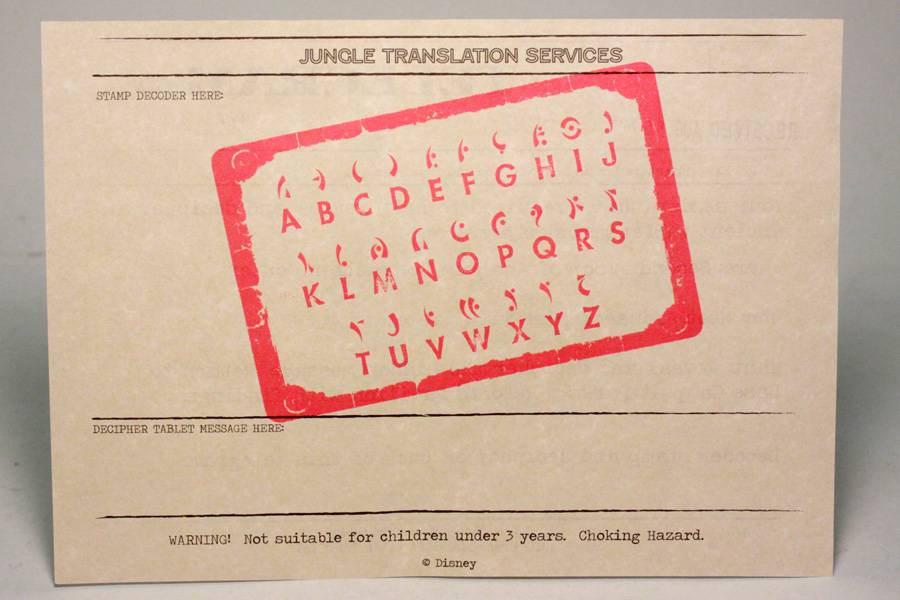 JUNGLE TRANSLATION SERVICES
STAMP DECODER HERE:
A B C D E F G H I J
K L M N O P Q R S
T U V W X Y Z
DECIPHER TABLET MESSAGE HERE:
WARNING! Not suitable for children under 3 years. Choking Hazard.
© Disney